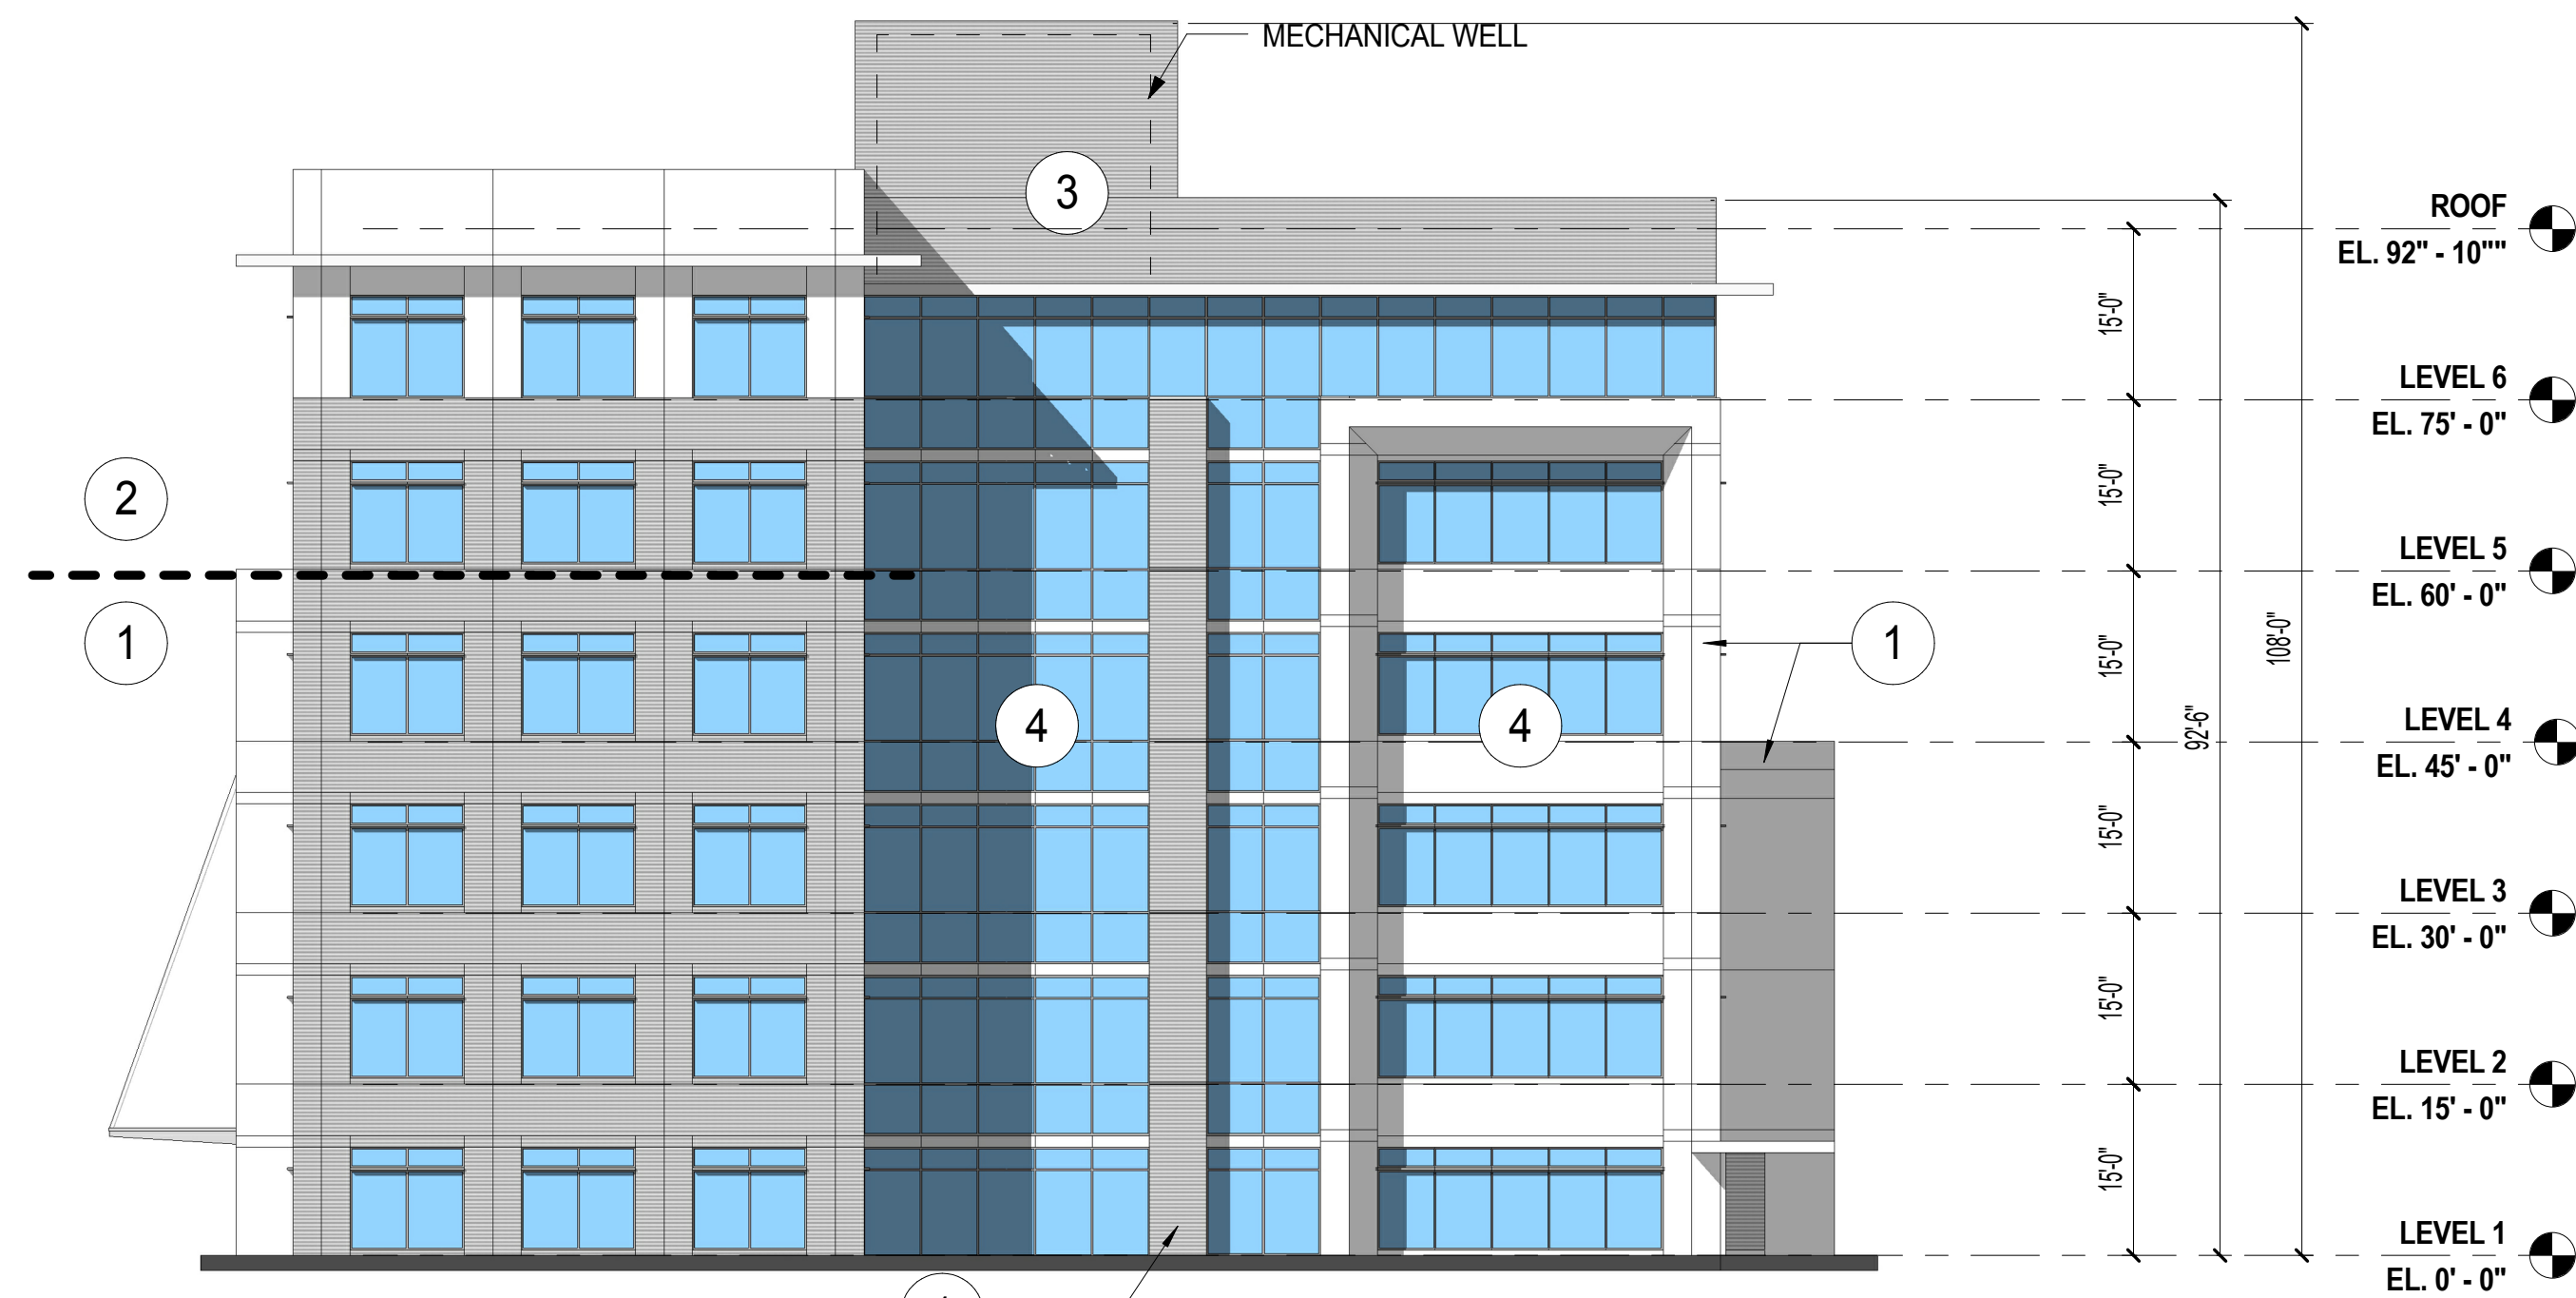 MECHANICAL WELL
3
ROOF
EL. 92" - 10""
15'-0"
LEVEL 6
EL. 75' - 0"
2
15'-0"
LEVEL 5
EL. 60' - 0"
1
1
15'-0"
108'-0"
4
4
92'-6"
LEVEL 4
EL. 45' - 0"
15'-0"
LEVEL 3
EL. 30' - 0"
15'-0"
LEVEL 2
EL. 15' - 0"
15'-0"
LEVEL 1
EL. 0' - 0"